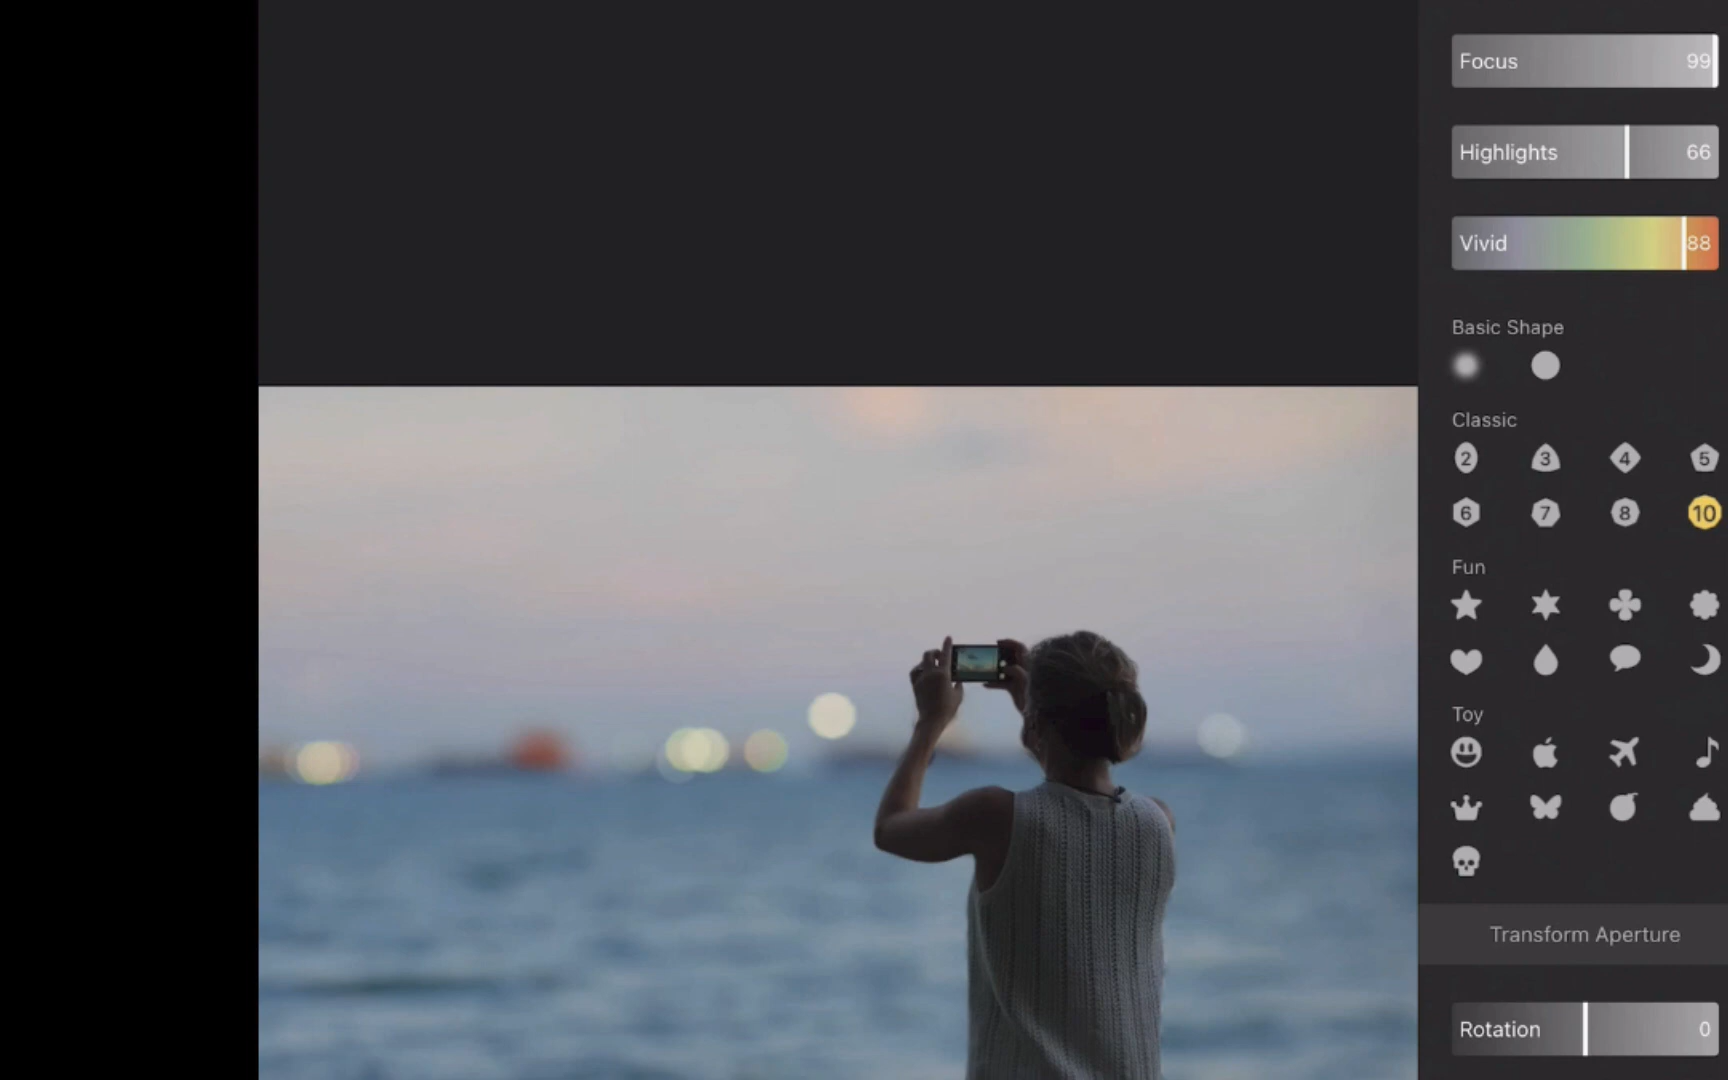 Focus 99
Highlights 66
Vivid 88
Basic Shape
Classic
2 3 4 5
6 7 8 10
Fun
Toy
Transform Aperture
Rotation 0